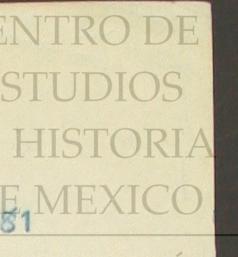 ENTRO DE
STUDIOS
HISTORIA
E MEXICO
81